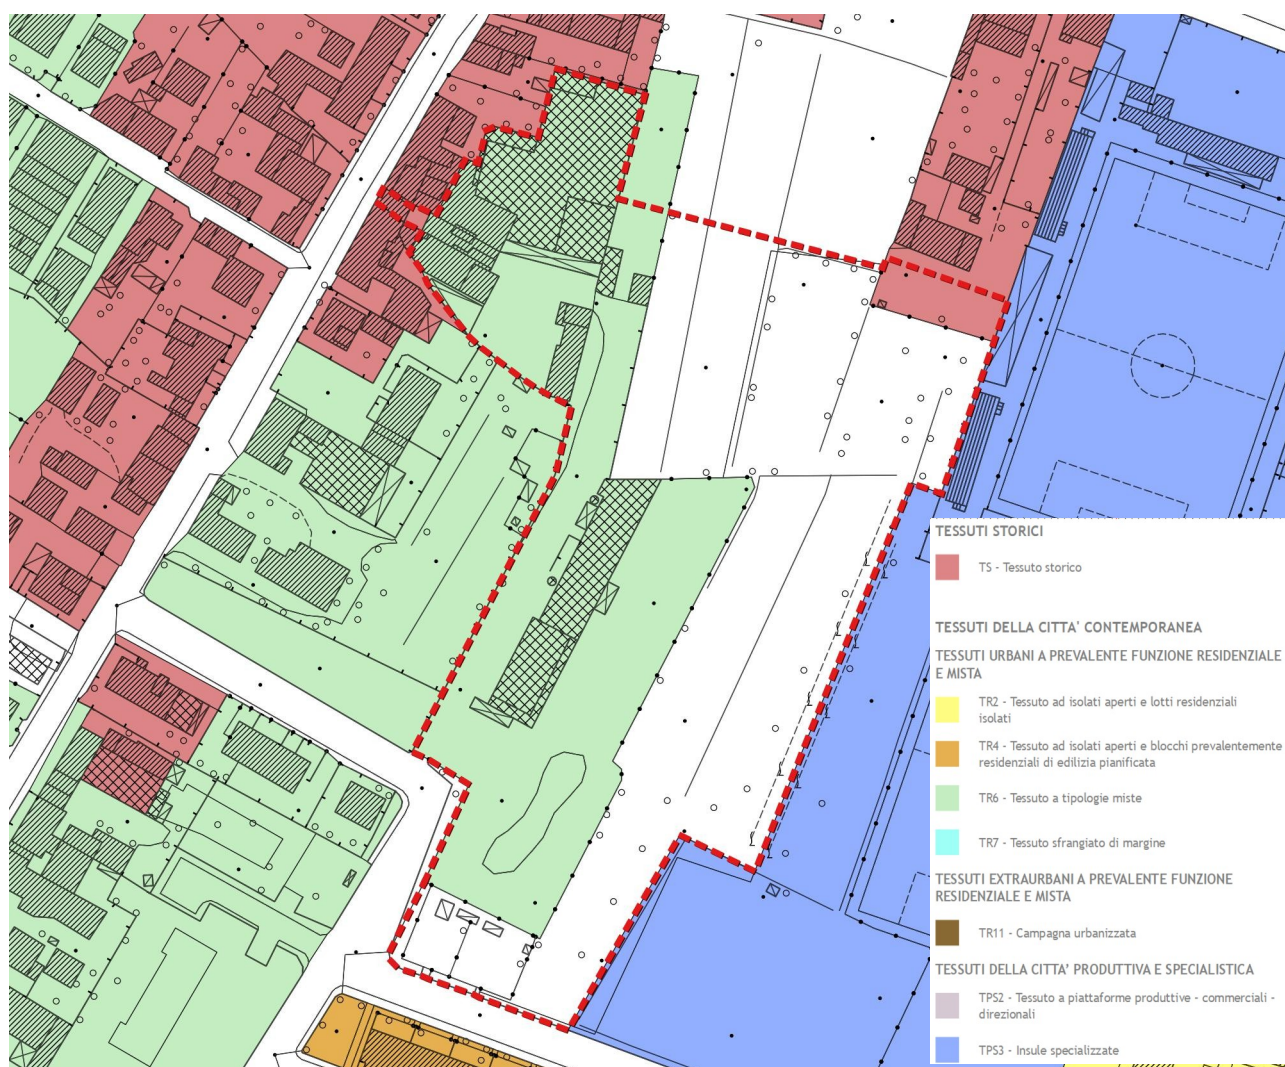 TESSUTI STORICI
TS - Tessuto storico
TESSUTI DELLA CITTA' CONTEMPORANEA
TESSUTI URBANI A PREVALENTE FUNZIONE RESIDENZIALE
E MISTA
TR2 - Tessuto ad isolati aperti e lotti residenziali
isolati
TR4 - Tessuto ad isolati aperti e blocchi prevalentemente
residenziali di edilizia pianificata
TR6 - Tessuto a tipologie miste
TR7 - Tessuto sfrangiato di margine
TESSUTI EXTRAURBANI A PREVALENTE FUNZIONE
RESIDENZIALE E MISTA
TR11 - Campagna urbanizzata
TESSUTI DELLA CITTA' PRODUTTIVA E SPECIALISTICA
TPS2 - Tessuto a piattaforme produttive - commerciali -
direzionali
TPS3 - Insule specializzate